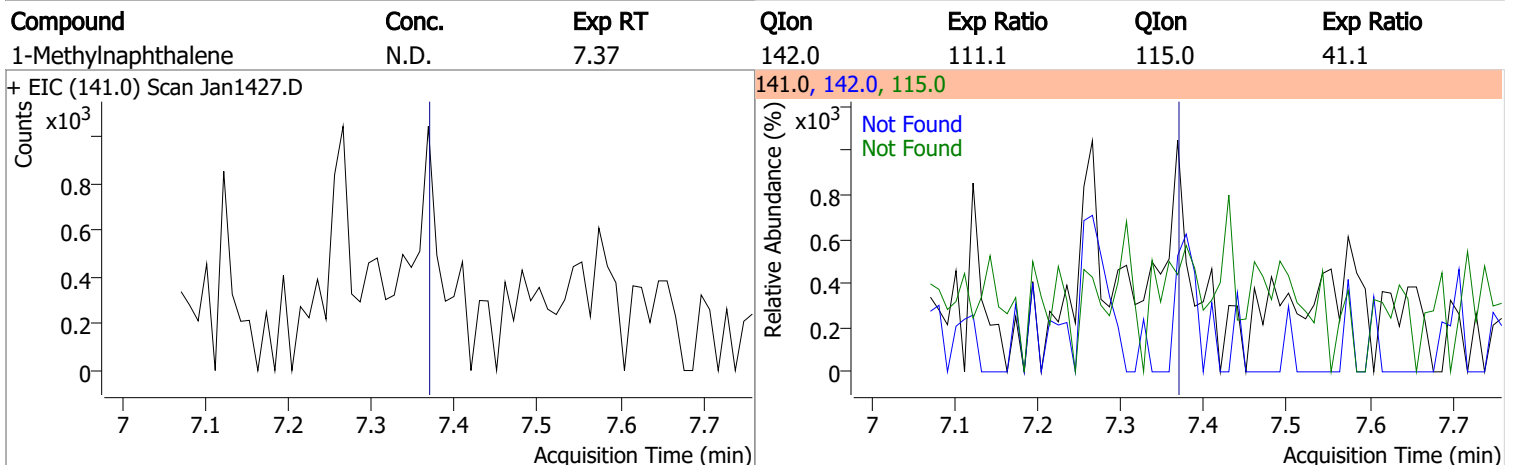 Compound Conc. Exp RT QIon Exp Ratio QIon Exp Ratio
1-Methylnaphthalene N.D. 7.37 142.0 111.1 115.0 41.1
+ EIC (141.0) Scan Jan1427.D
Counts
x10³
0.8
0.6
0.4
0.2
0
7 7.1 7.2 7.3 7.4 7.5 7.6 7.7
Acquisition Time (min)
141.0, 142.0, 115.0
Relative Abundance (%)
x10³
Not Found
Not Found
0.8
0.6
0.4
0.2
0
7 7.1 7.2 7.3 7.4 7.5 7.6 7.7
Acquisition Time (min)